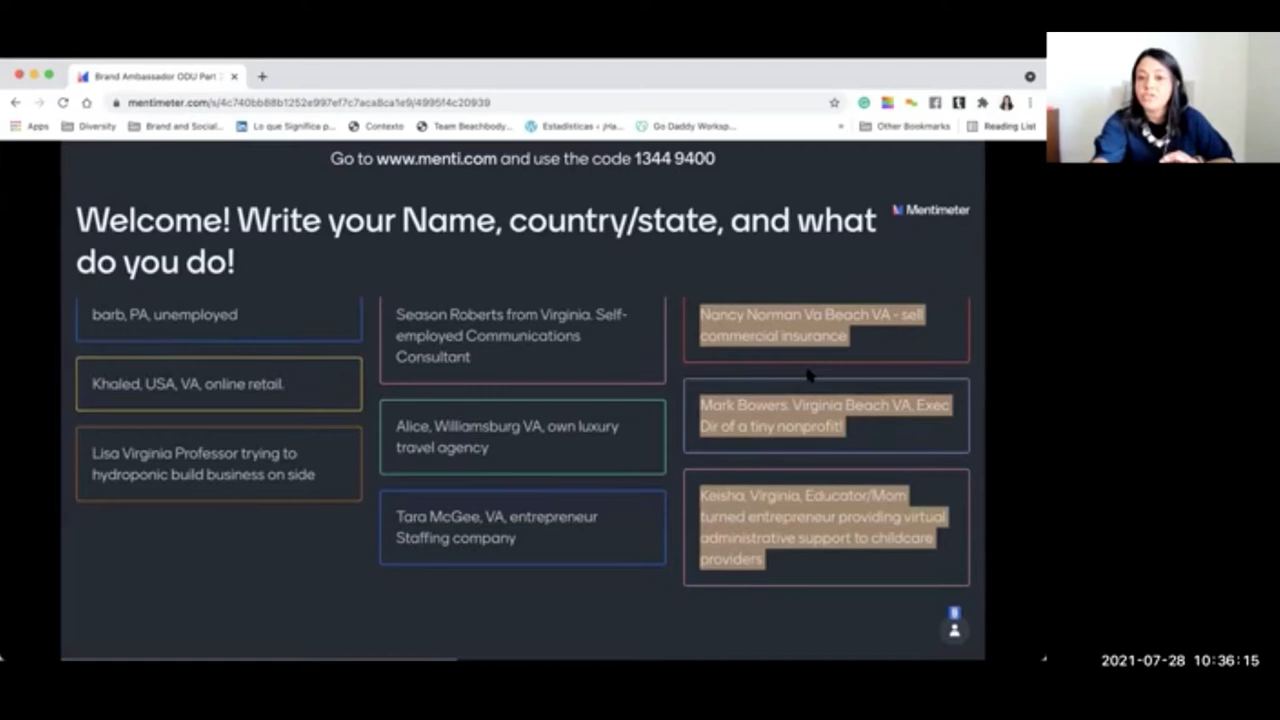 Brand Ambassador ODU Part
mentimeter.com/s/4c740bb88b1252e997ef7c7aca8ca1e9/4995f4c20939
Apps
Diversity
Brand and Social...
Lo que Significa p...
Contexto
Team Beachbody...
Estadísticas ‹ ¡Ha...
Go Daddy Worksp...
»
Other Bookmarks
Reading List
Go to www.menti.com and use the code 1344 9400
Welcome! Write your Name, country/state, and what
do you do!
Mentimeter
barb, PA, unemployed
Khaled, USA, VA, online retail.
Lisa Virginia Professor trying to
hydroponic build business on side
Season Roberts from Virginia. Self-
employed Communications
Consultant
Alice, Williamsburg VA, own luxury
travel agency
Tara McGee, VA, entrepreneur
Staffing company
Nancy Norman Va Beach VA - sell
commercial insurance
Mark Bowers. Virginia Beach VA. Exec
Dir of a tiny nonprofit!
Keisha, Virginia, Educator/Mom
turned entrepreneur providing virtual
administrative support to childcare
providers
2021-07-28 10:36:15